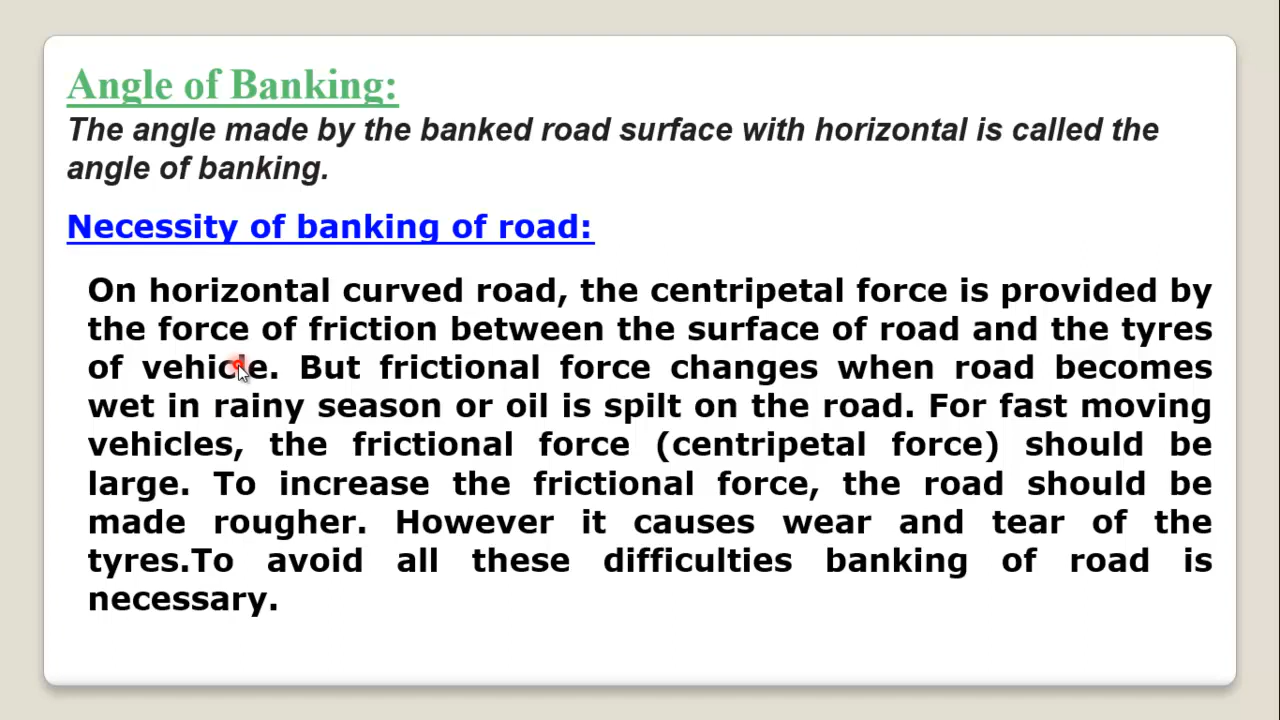 Angle of Banking:
The angle made by the banked road surface with horizontal is called the
angle of banking.
Necessity of banking of road:
On horizontal curved road, the centripetal force is provided by
the force of friction between the surface of road and the tyres
of vehicle. But frictional force changes when road becomes
wet in rainy season or oil is spilt on the road. For fast moving
vehicles, the frictional force (centripetal force) should be
large. To increase the frictional force, the road should be
made rougher. However it causes wear and tear of the
tyres.To avoid all these difficulties banking of road is
necessary.